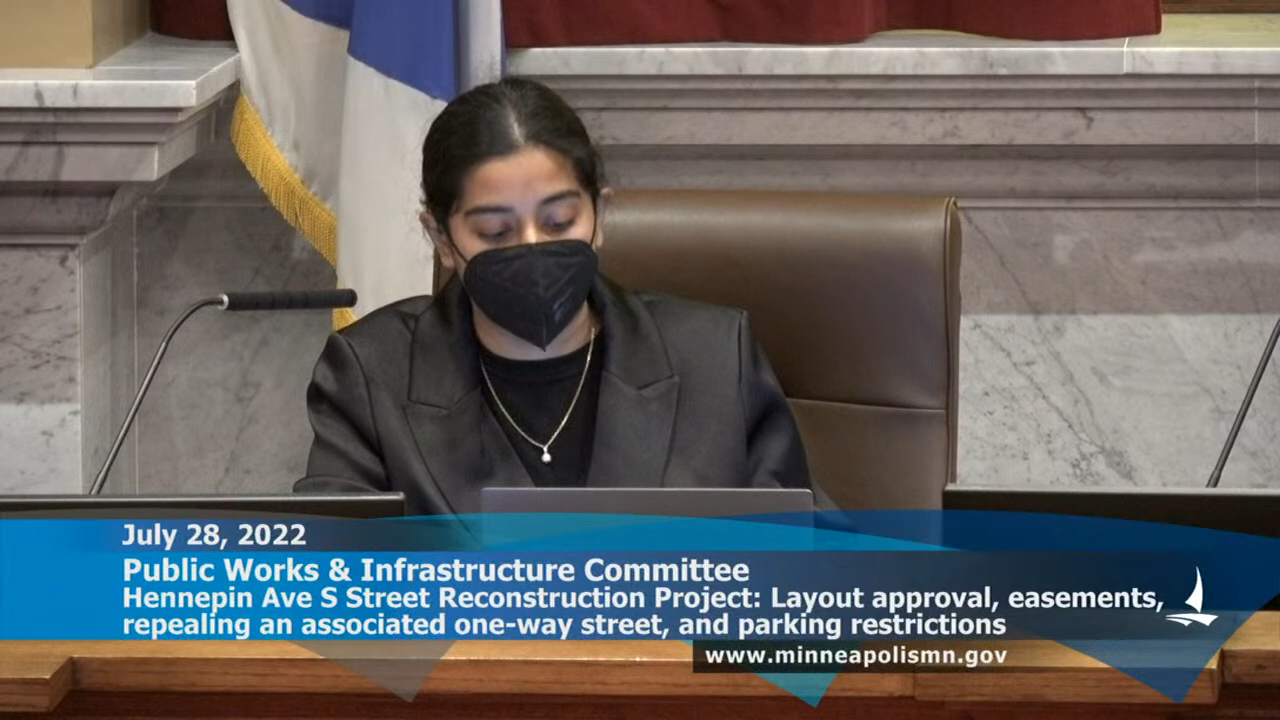 July 28, 2022
Public Works & Infrastructure Committee
Hennepin Ave S Street Reconstruction Project: Layout approval, easements,
repealing an associated one-way street, and parking restrictions
www.minneapolismn.gov